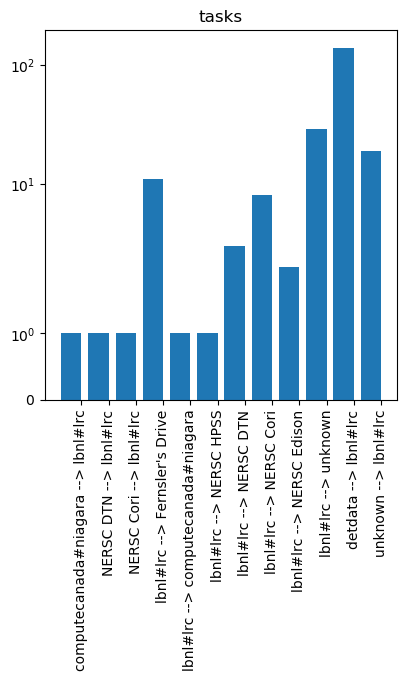 tasks
10²
10¹
10⁰
0
computecanada#niagara --> lbnl#lrc
NERSC DTN --> lbnl#lrc
NERSC Cori --> lbnl#lrc
lbnl#lrc --> Fernsler's Drive
lbnl#lrc --> computecanada#niagara
lbnl#lrc --> NERSC HPSS
lbnl#lrc --> NERSC DTN
lbnl#lrc --> NERSC Cori
lbnl#lrc --> NERSC Edison
lbnl#lrc --> unknown
detdata --> lbnl#lrc
unknown --> lbnl#lrc